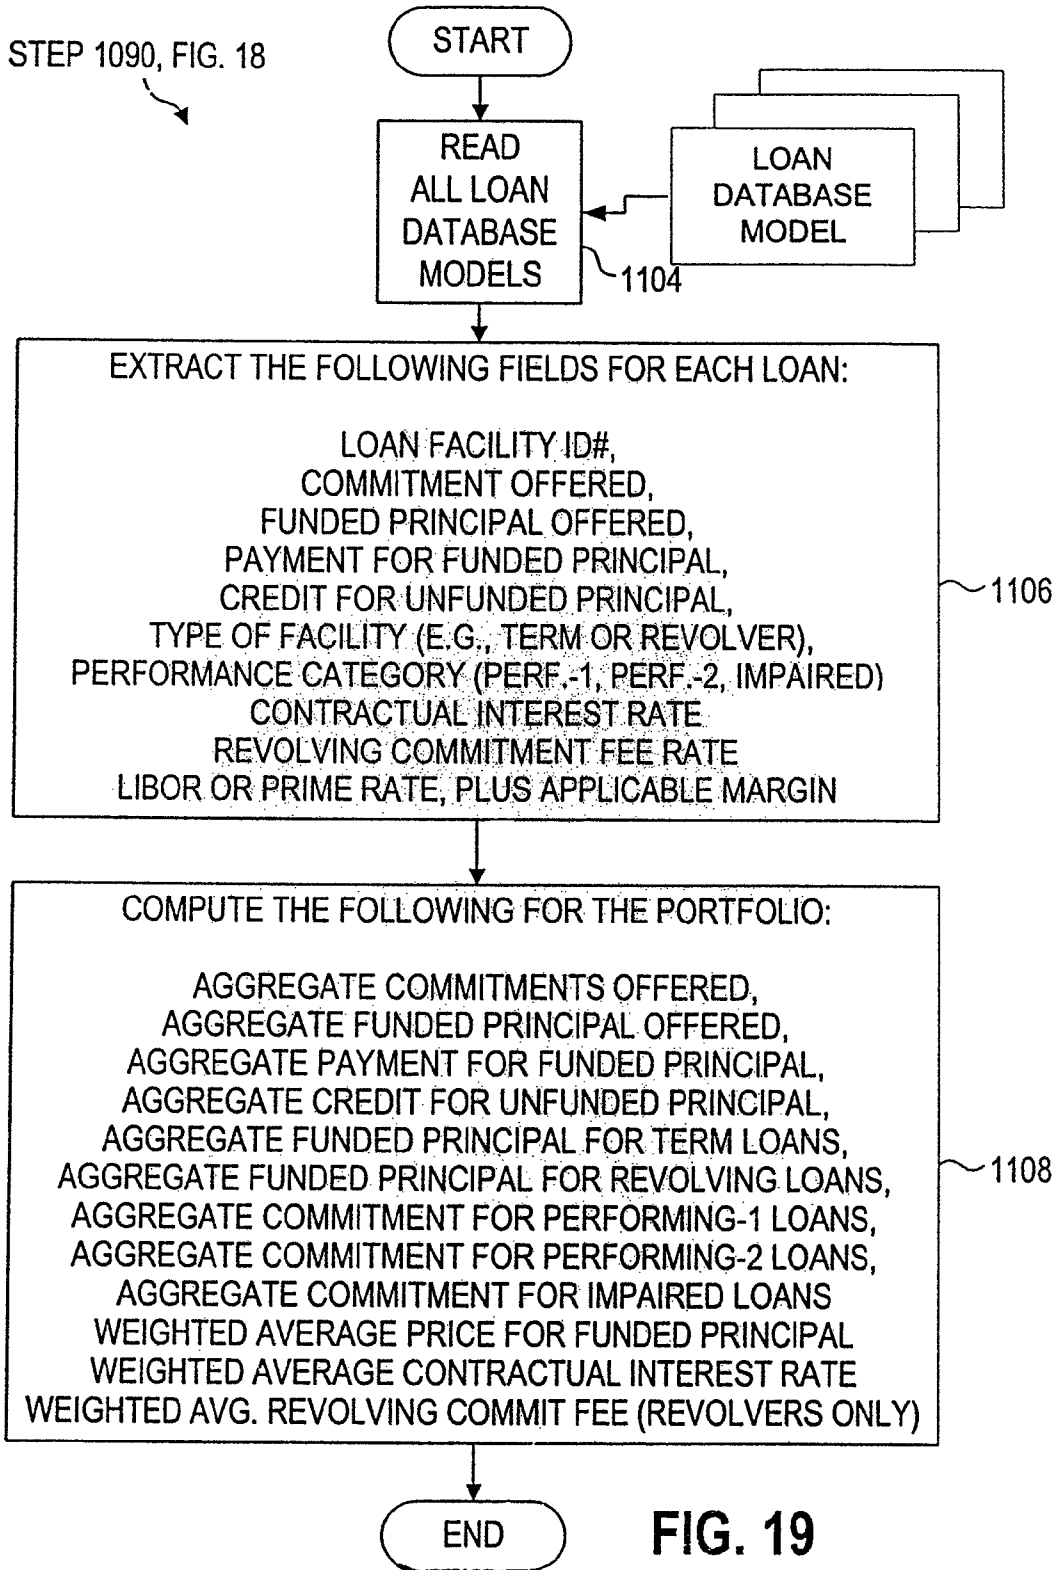 STEP 1090, FIG. 18
START
READ
ALL LOAN
DATABASE
MODELS
1104
LOAN
DATABASE
MODEL
EXTRACT THE FOLLOWING FIELDS FOR EACH LOAN:
LOAN FACILITY ID#,
COMMITMENT OFFERED,
FUNDED PRINCIPAL OFFERED,
PAYMENT FOR FUNDED PRINCIPAL,
CREDIT FOR UNFUNDED PRINCIPAL,
TYPE OF FACILITY (E.G., TERM OR REVOLVER),
PERFORMANCE CATEGORY (PERF.-1, PERF.-2, IMPAIRED)
CONTRACTUAL INTEREST RATE
REVOLVING COMMITMENT FEE RATE
LIBOR OR PRIME RATE, PLUS APPLICABLE MARGIN
1106
COMPUTE THE FOLLOWING FOR THE PORTFOLIO:
AGGREGATE COMMITMENTS OFFERED,
AGGREGATE FUNDED PRINCIPAL OFFERED,
AGGREGATE PAYMENT FOR FUNDED PRINCIPAL,
AGGREGATE CREDIT FOR UNFUNDED PRINCIPAL,
AGGREGATE FUNDED PRINCIPAL FOR TERM LOANS,
AGGREGATE FUNDED PRINCIPAL FOR REVOLVING LOANS,
AGGREGATE COMMITMENT FOR PERFORMING-1 LOANS,
AGGREGATE COMMITMENT FOR PERFORMING-2 LOANS,
AGGREGATE COMMITMENT FOR IMPAIRED LOANS
WEIGHTED AVERAGE PRICE FOR FUNDED PRINCIPAL
WEIGHTED AVERAGE CONTRACTUAL INTEREST RATE
WEIGHTED AVG. REVOLVING COMMIT FEE (REVOLVERS ONLY)
1108
END
FIG. 19